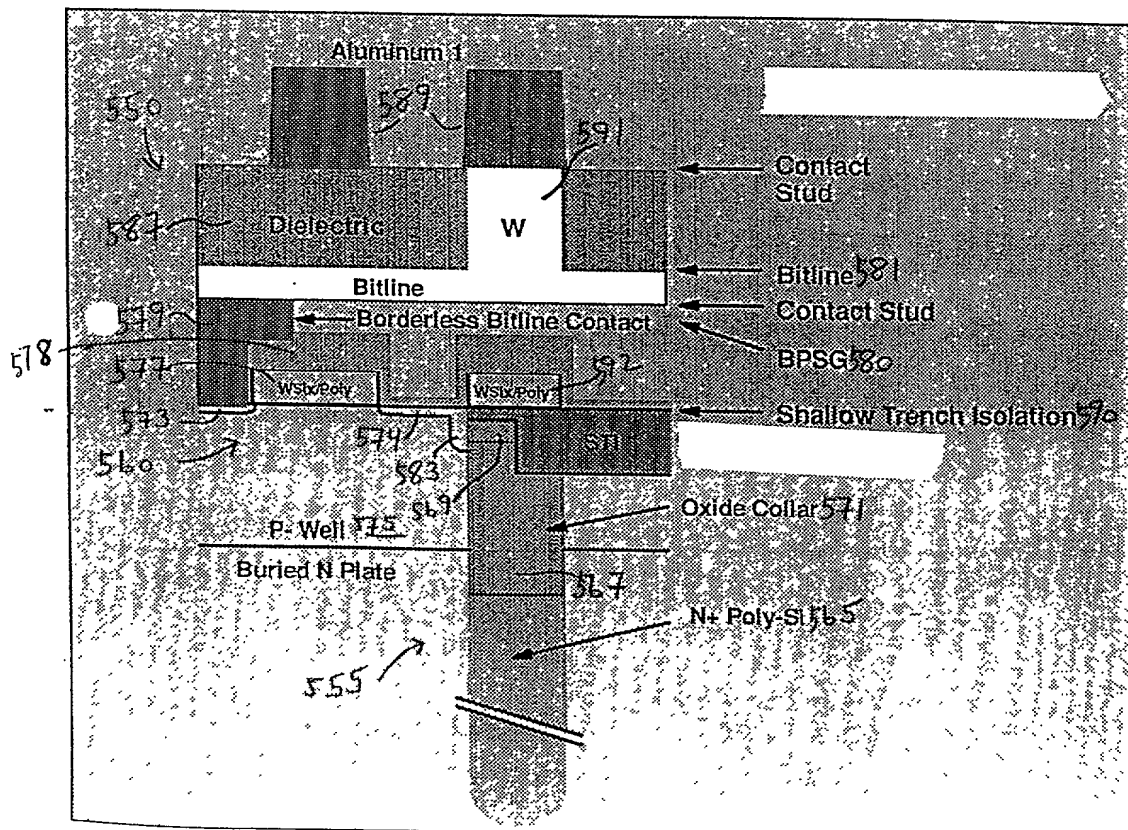 Aluminum 1
589
550
591
Contact
Stud
587
Dielectric
W
Bitline
Bitline 581
Contact Stud
579
Borderless Bitline Contact
578
BPSG 580
577
WSix/Poly
WSix/Poly
592
573
Shallow Trench Isolation 570
574
STI
560
583
569
P- Well 575
Oxide Collar 571
Buried N Plate
567
N+ Poly-Si 565
555